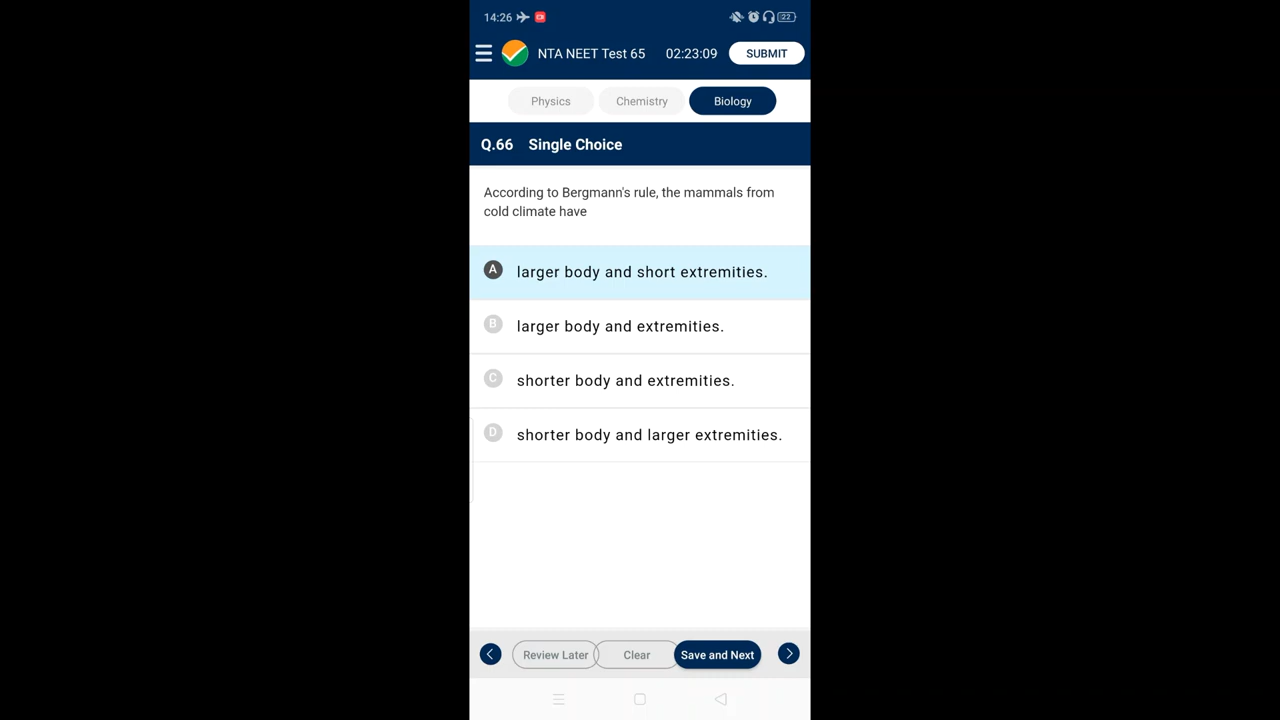 14:26 22
NTA NEET Test 65 02:23:09 SUBMIT
Physics Chemistry Biology
Q.66 Single Choice
According to Bergmann's rule, the mammals from
cold climate have
A larger body and short extremities.
B larger body and extremities.
C shorter body and extremities.
D shorter body and larger extremities.
Review Later Clear Save and Next